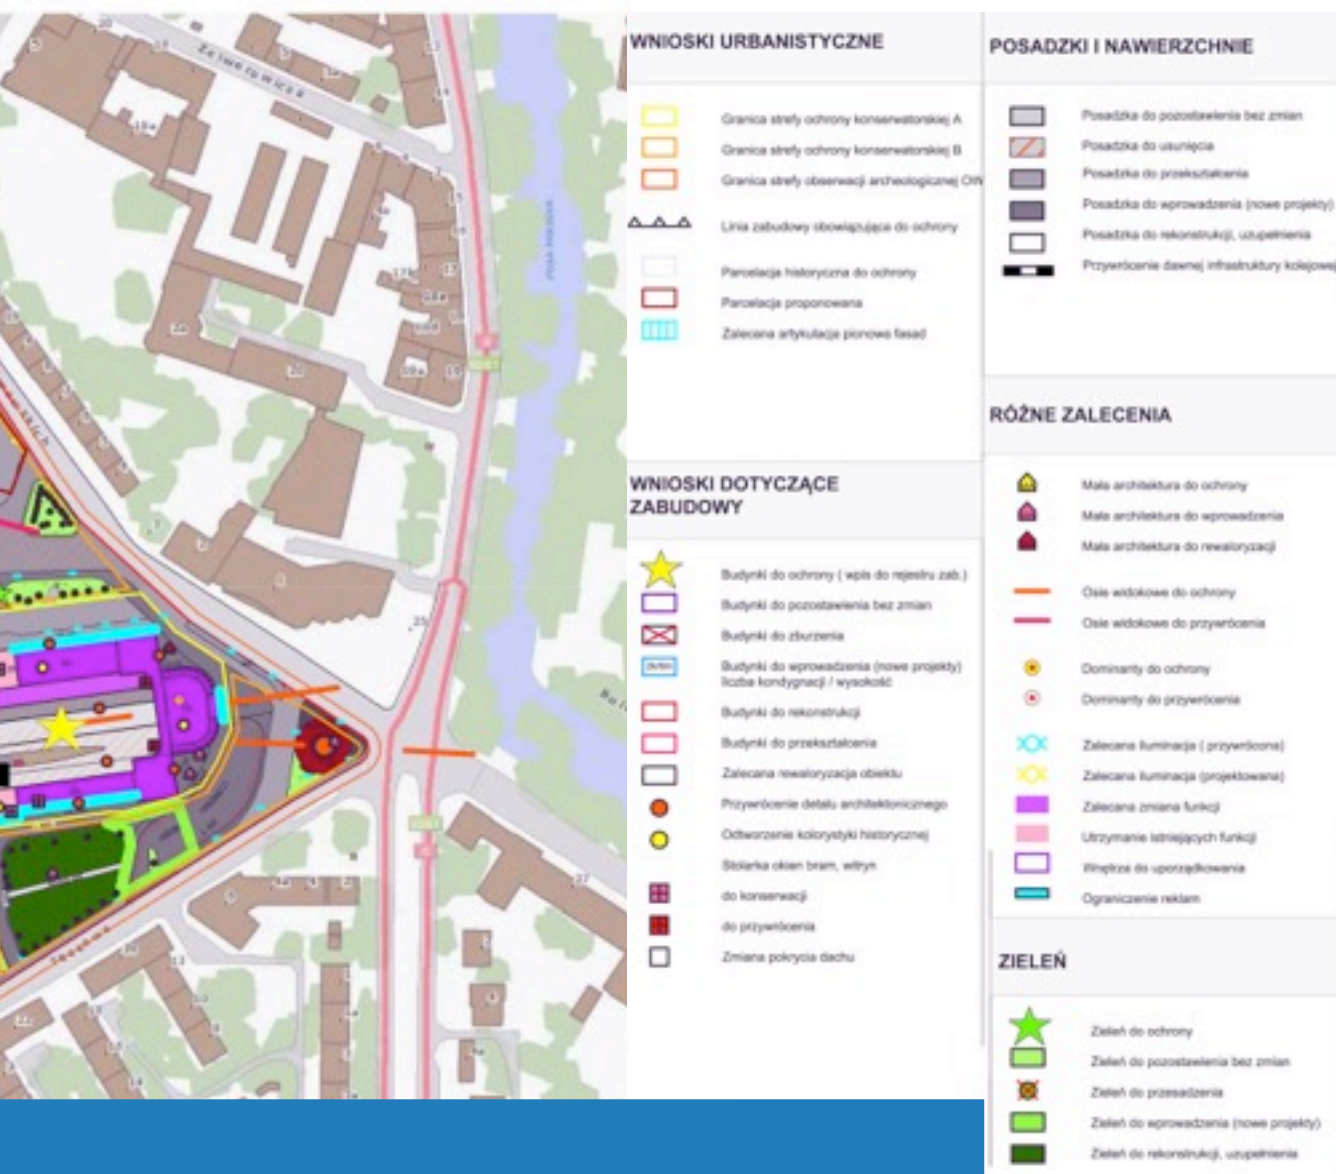 Zelwerowicza
WNIOSKI URBANISTYCZNE
Granica strefy ochrony konserwatorskiej A
Granica strefy ochrony konserwatorskiej B
Granica strefy obserwacji archeologicznej OW
Linia zabudowy obowiązująca do ochrony
Parcelacja historyczna do ochrony
Parcelacja proponowana
Zalecana artykulacja pionowa fasad
WNIOSKI DOTYCZĄCE
ZABUDOWY
Budynki do ochrony ( wpis do rejestru zab.)
Budynki do pozostawienia bez zmian
Budynki do zburzenia
Budynki do wprowadzenia (nowe projekty)
liczba kondygnacji / wysokość
Budynki do rekonstrukcji
Budynki do przekształcenia
Zalecana rewaloryzacja obiektu
Przywrócenie detalu architektonicznego
Odtworzenie kolorystyki historycznej
Stolarka okien bram, witryn
do konserwacji
do przywrócenia
Zmiana pokrycia dachu
POSADZKI I NAWIERZCHNIE
Posadzka do pozostawienia bez zmian
Posadzka do usunięcia
Posadzka do przekształcenia
Posadzka do wprowadzenia (nowe projekty)
Posadzka do rekonstrukcji, uzupełnienia
Przywrócenie dawnej infrastruktury kolejowej
RÓŻNE ZALECENIA
Mała architektura do ochrony
Mała architektura do wprowadzenia
Mała architektura do rewaloryzacji
Osie widokowe do ochrony
Osie widokowe do przywrócenia
Dominanty do ochrony
Dominanty do przywrócenia
Zalecana iluminacja ( przywrócona)
Zalecana iluminacja (projektowana)
Zalecana zmiana funkcji
Utrzymanie istniejących funkcji
Wnętrza do uporządkowania
Ograniczenie reklam
ZIELEŃ
Zieleń do ochrony
Zieleń do pozostawienia bez zmian
Zieleń do przesadzenia
Zieleń do wprowadzenia (nowe projekty)
Zieleń do rekonstrukcji, uzupełnienia